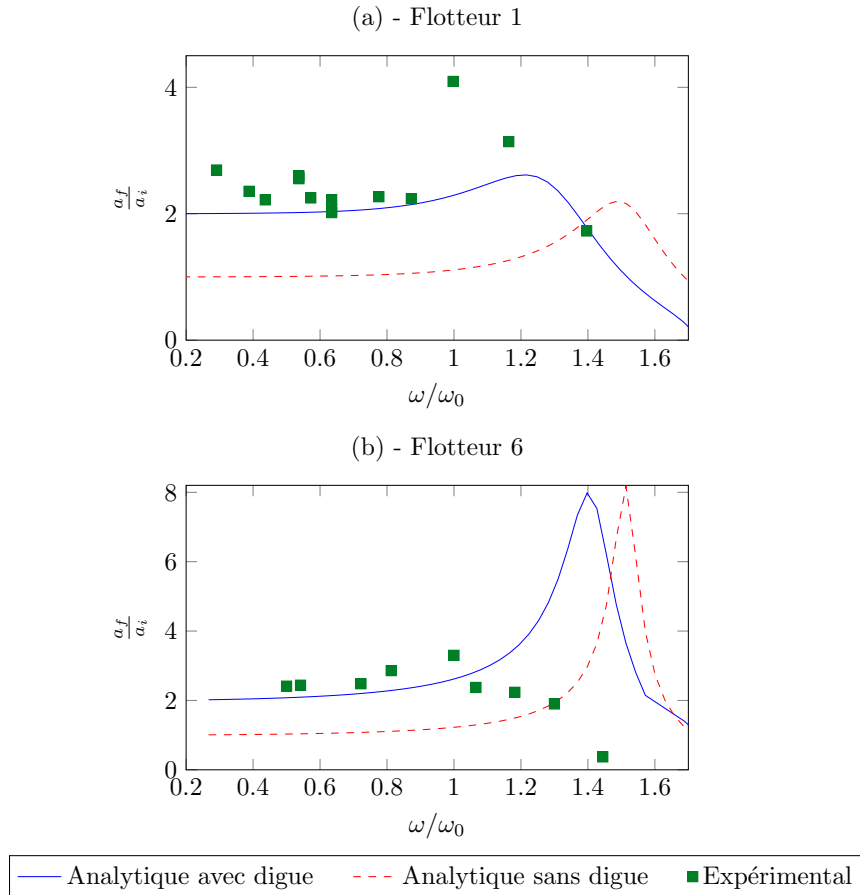 (a) - Flotteur 1
4
2
0
a_f/a_i
0.2 0.4 0.6 0.8 1 1.2 1.4 1.6
ω/ω₀
(b) - Flotteur 6
8
6
4
2
0
a_f/a_i
0.2 0.4 0.6 0.8 1 1.2 1.4 1.6
ω/ω₀
Analytique avec digue Analytique sans digue Expérimental